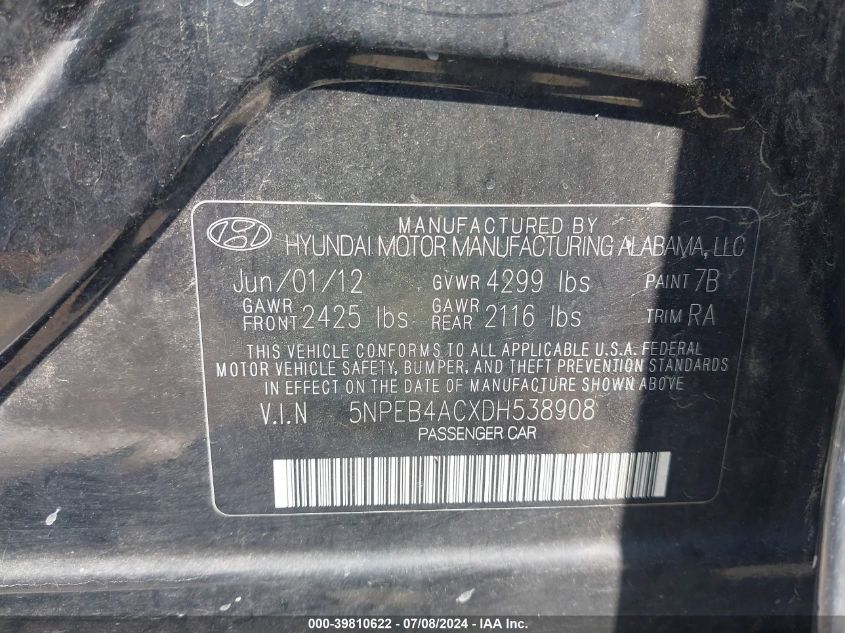 MANUFACTURED BY
HYUNDAI MOTOR MANUFACTURING ALABAMA, LLC
Jun/01/12 GVWR 4299 lbs PAINT 7B
GAWR FRONT 2425 lbs GAWR REAR 2116 lbs TRIM RA
THIS VEHICLE CONFORMS TO ALL APPLICABLE U.S.A. FEDERAL
MOTOR VEHICLE SAFETY, BUMPER, AND THEFT PREVENTION STANDARDS
IN EFFECT ON THE DATE OF MANUFACTURE SHOWN ABOVE
V.I.N 5NPEB4ACXDH538908
PASSENGER CAR
000-39810622 - 07/08/2024 - IAAI.COM